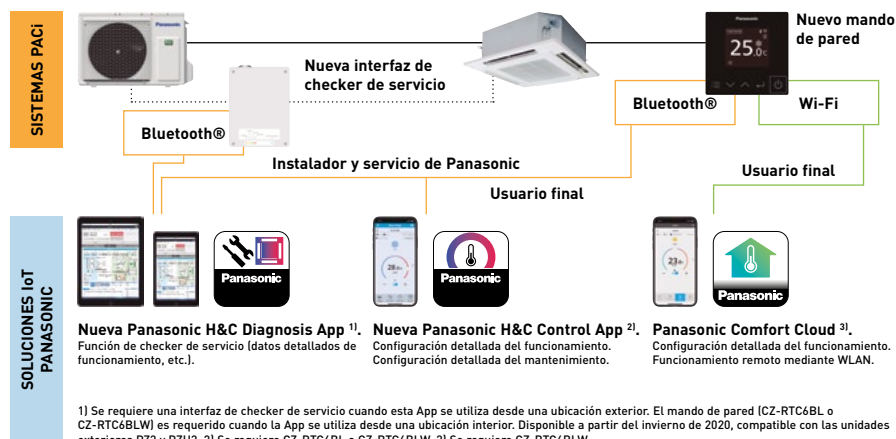 SISTEMAS PACi
Panasonic
Nueva interfaz de
checker de servicio
Panasonic
25.0c
Nuevo mando
de pared
Bluetooth®
Bluetooth®
Wi-Fi
Instalador y servicio de Panasonic
Usuario final
Usuario final
SOLUCIONES IoT
PANASONIC
Panasonic
Panasonic
Panasonic
Nueva Panasonic H&C Diagnosis App 1).
Función de checker de servicio (datos detallados de
funcionamiento, etc.).
Nueva Panasonic H&C Control App 2).
Configuración detallada del funcionamiento.
Configuración detallada del mantenimiento.
Panasonic Comfort Cloud 3).
Configuración detallada del funcionamiento.
Funcionamiento remoto mediante WLAN.
1) Se requiere una interfaz de checker de servicio cuando esta App se utiliza desde una ubicación exterior. El mando de pared (CZ-RTC6BL o
CZ-RTC6BLW) es requerido cuando la App se utiliza desde una ubicación interior. Disponible a partir del invierno de 2020, compatible con las unidades